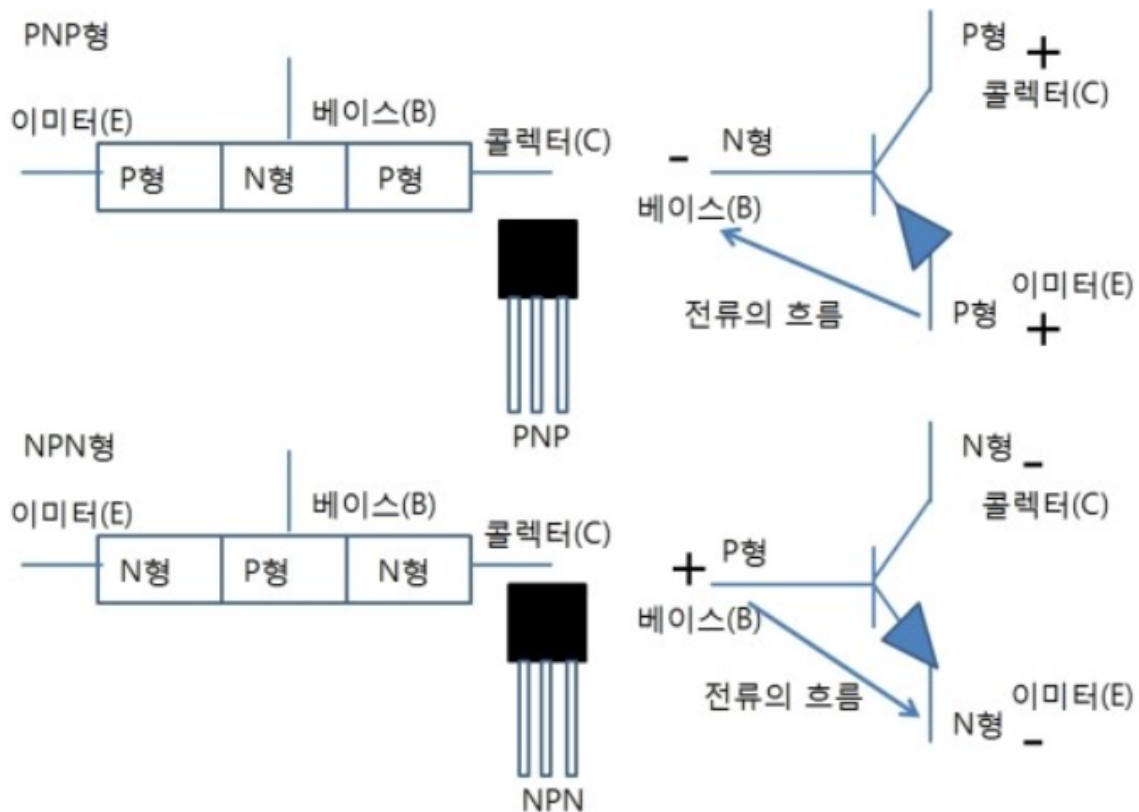 PNP형
이미터(E)
베이스(B)
콜렉터(C)
P형 N형 P형
PNP
P형 +
콜렉터(C)
- N형
베이스(B)
전류의 흐름
이미터(E)
P형 +
NPN형
이미터(E)
베이스(B)
콜렉터(C)
N형 P형 N형
NPN
N형 -
콜렉터(C)
+ P형
베이스(B)
전류의 흐름
이미터(E)
N형 -